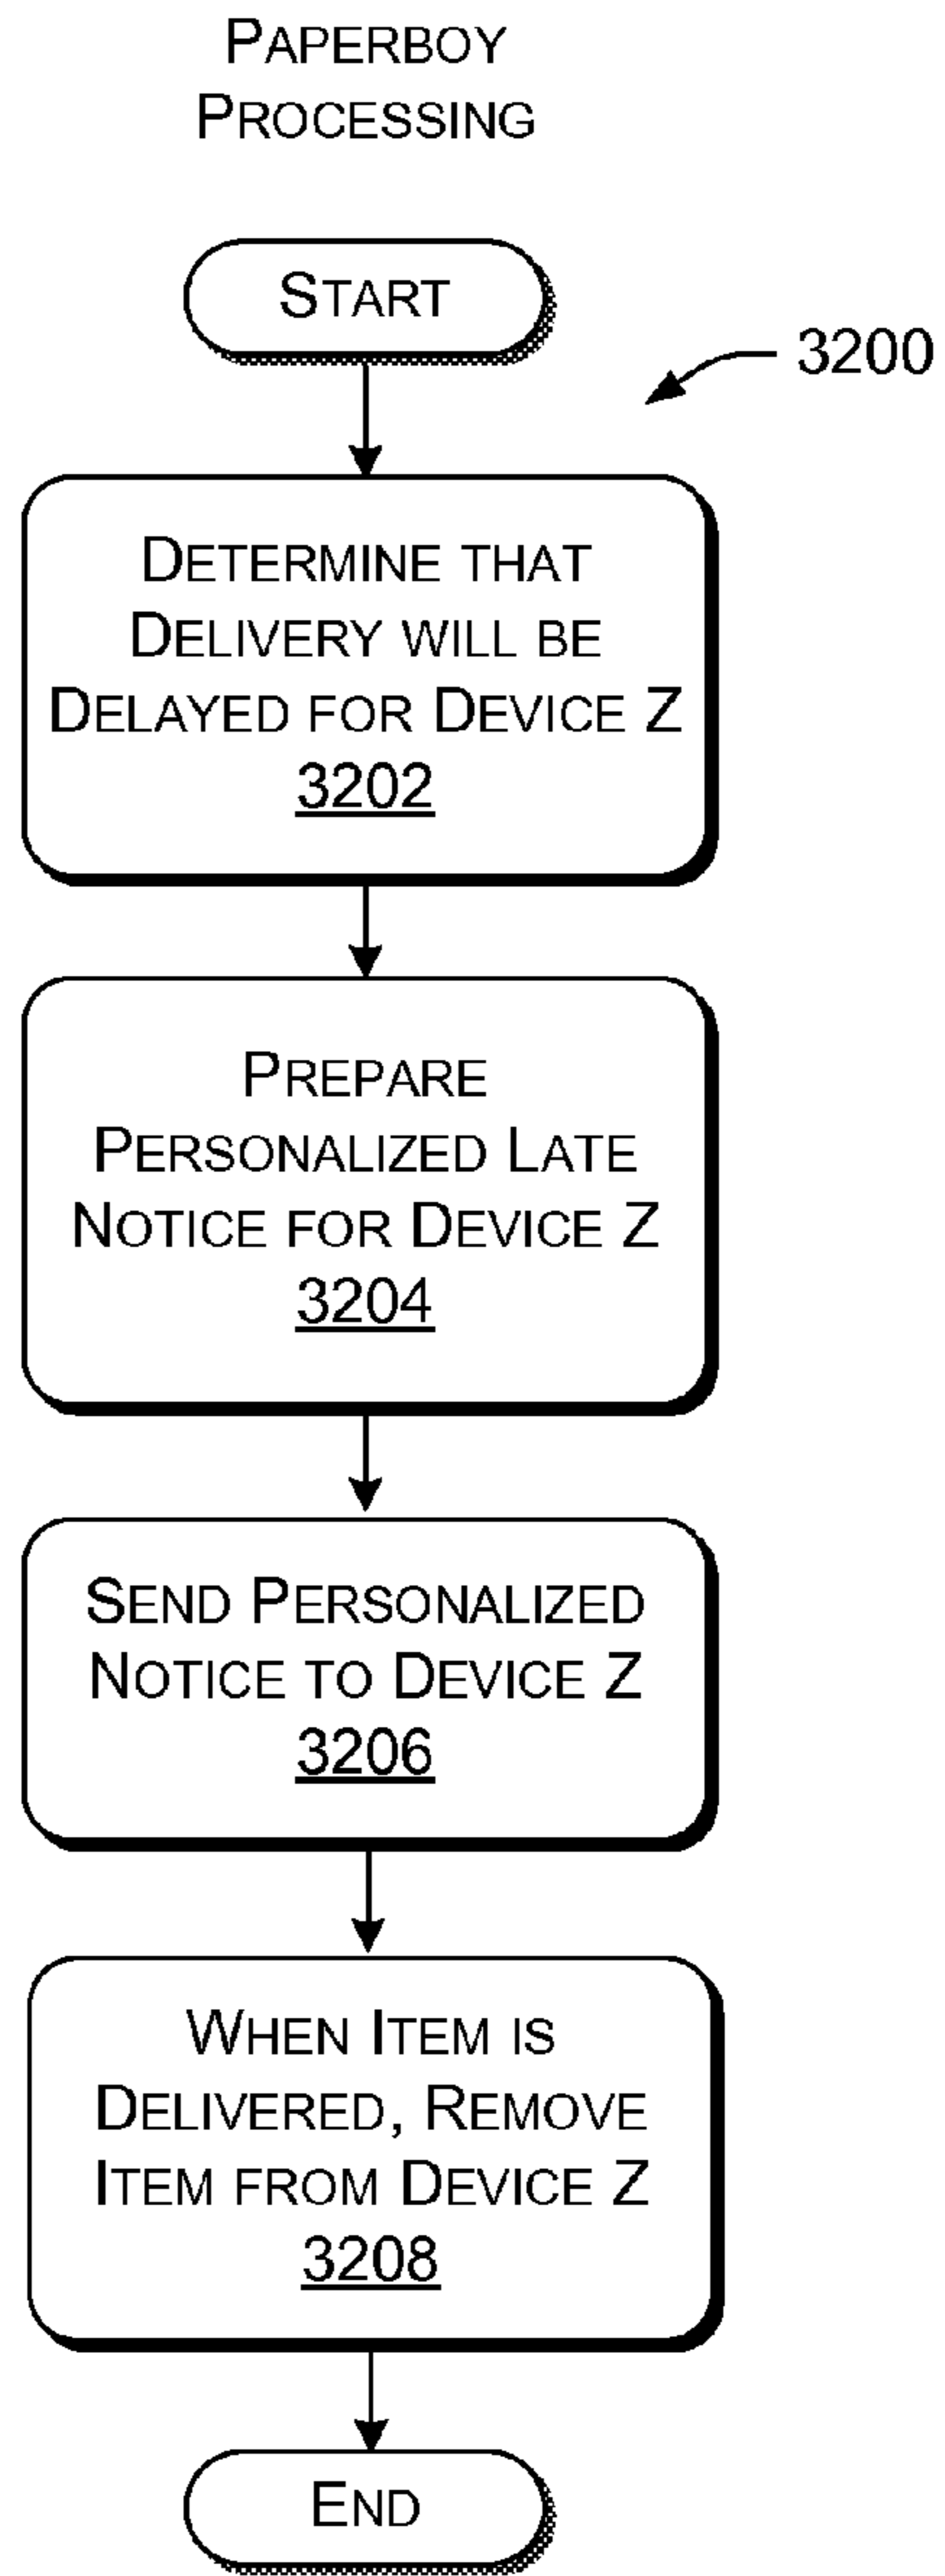 PAPERBOY
PROCESSING
START
3200
DETERMINE THAT
DELIVERY WILL BE
DELAYED FOR DEVICE Z
3202
PREPARE
PERSONALIZED LATE
NOTICE FOR DEVICE Z
3204
SEND PERSONALIZED
NOTICE TO DEVICE Z
3206
WHEN ITEM IS
DELIVERED, REMOVE
ITEM FROM DEVICE Z
3208
END